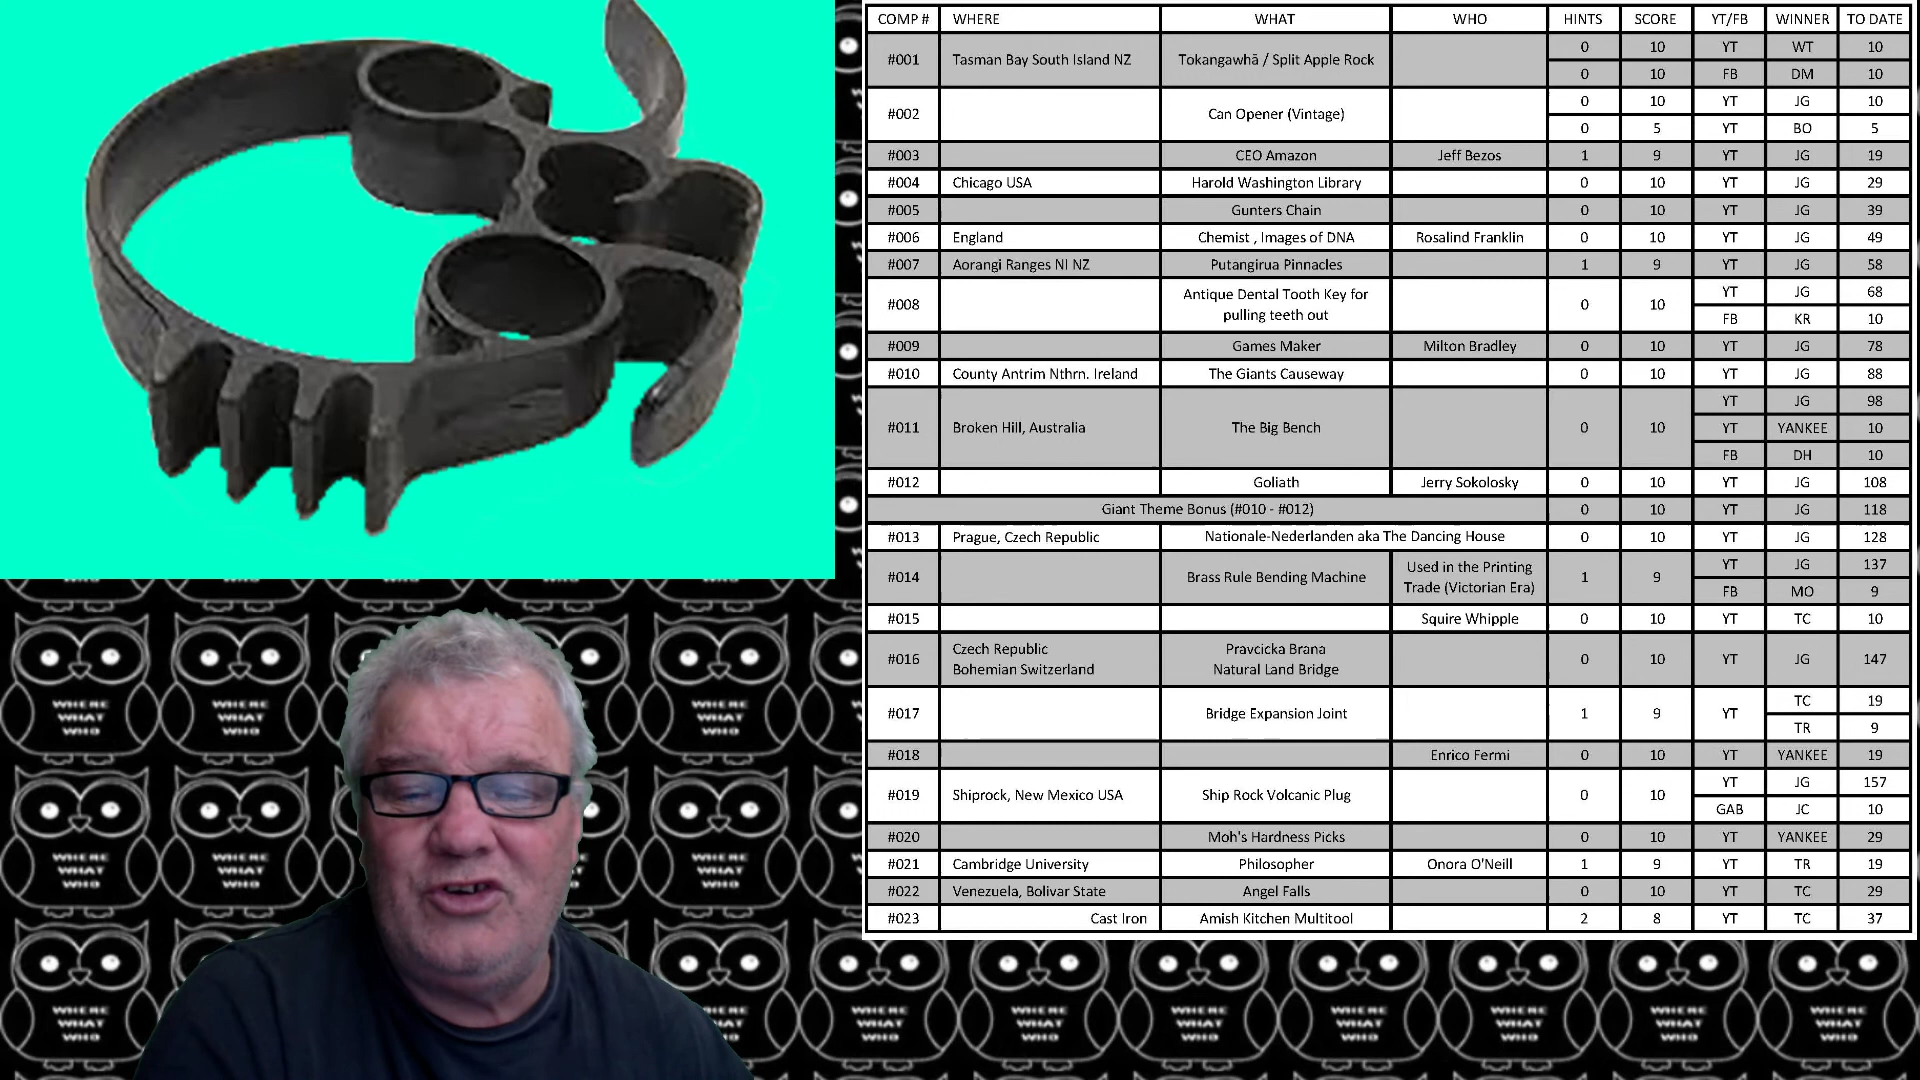 COMP # WHERE WHAT WHO HINTS SCORE YT/FB WINNER TO DATE
#001 Tasman Bay South Island NZ Tokangawhā / Split Apple Rock 0 10 YT WT 10
0 10 FB DM 10
#002 Can Opener (Vintage) 0 10 YT JG 10
0 5 YT BO 5
#003 CEO Amazon Jeff Bezos 1 9 YT JG 19
#004 Chicago USA Harold Washington Library 0 10 YT JG 29
#005 Gunters Chain 0 10 YT JG 39
#006 England Chemist , Images of DNA Rosalind Franklin 0 10 YT JG 49
#007 Aorangi Ranges NI NZ Putangirua Pinnacles 1 9 YT JG 58
#008 Antique Dental Tooth Key for 0 10 YT JG 68
pulling teeth out FB KR 10
#009 Games Maker Milton Bradley 0 10 YT JG 78
#010 County Antrim Nthrn. Ireland The Giants Causeway 0 10 YT JG 88
YT JG 98
#011 Broken Hill, Australia The Big Bench 0 10 YT YANKEE 10
FB DH 10
#012 Goliath Jerry Sokolosky 0 10 YT JG 108
Giant Theme Bonus (#010 - #012) 0 10 YT JG 118
#013 Prague, Czech Republic Nationale-Nederlanden aka The Dancing House 0 10 YT JG 128
#014 Brass Rule Bending Machine Used in the Printing 1 9 YT JG 137
Trade (Victorian Era) FB MO 9
#015 Squire Whipple 0 10 YT TC 10
#016 Czech Republic Pravcicka Brana 0 10 YT JG 147
Bohemian Switzerland Natural Land Bridge
#017 Bridge Expansion Joint 1 9 YT TC 19
TR 9
#018 Enrico Fermi 0 10 YT YANKEE 19
#019 Shiprock, New Mexico USA Ship Rock Volcanic Plug 0 10 YT JG 157
GAB JC 10
#020 Moh's Hardness Picks 0 10 YT YANKEE 29
#021 Cambridge University Philosopher Onora O'Neill 1 9 YT TR 19
#022 Venezuela, Bolivar State Angel Falls 0 10 YT TC 29
#023 Cast Iron Amish Kitchen Multitool 2 8 YT TC 37
WHERE
WHAT
WHO